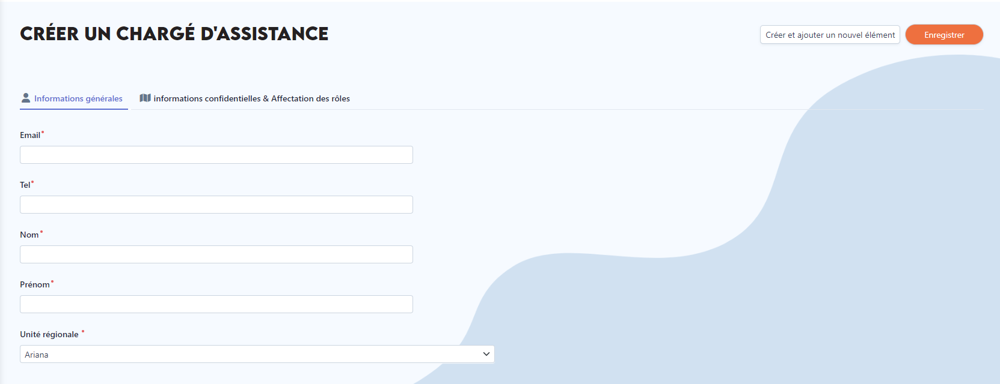 CRÉER UN CHARGÉ D'ASSISTANCE
Créer et ajouter un nouvel élément
Enregistrer
Informations générales
informations confidentielles & Affectation des rôles
Email
Tel
Nom
Prénom
Unité régionale
Ariana